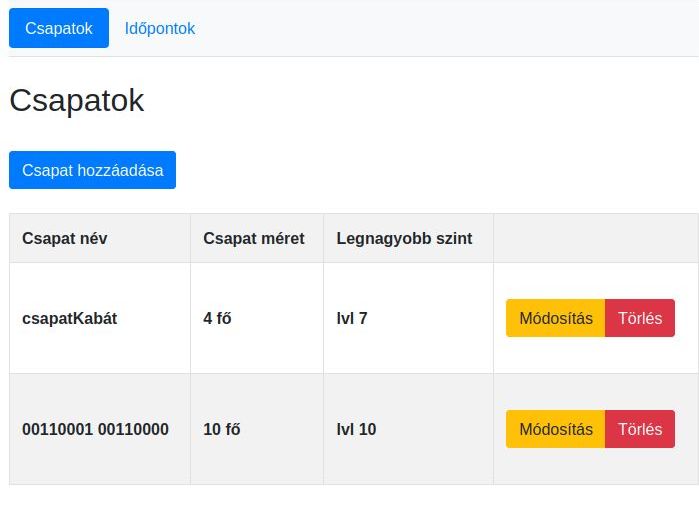 Csapatok Időpontok
Csapatok
Csapat hozzáadása
Csapat név Csapat méret Legnagyobb szint
csapatKabát 4 fő lvl 7 Módosítás Törlés
00110001 00110000 10 fő lvl 10 Módosítás Törlés